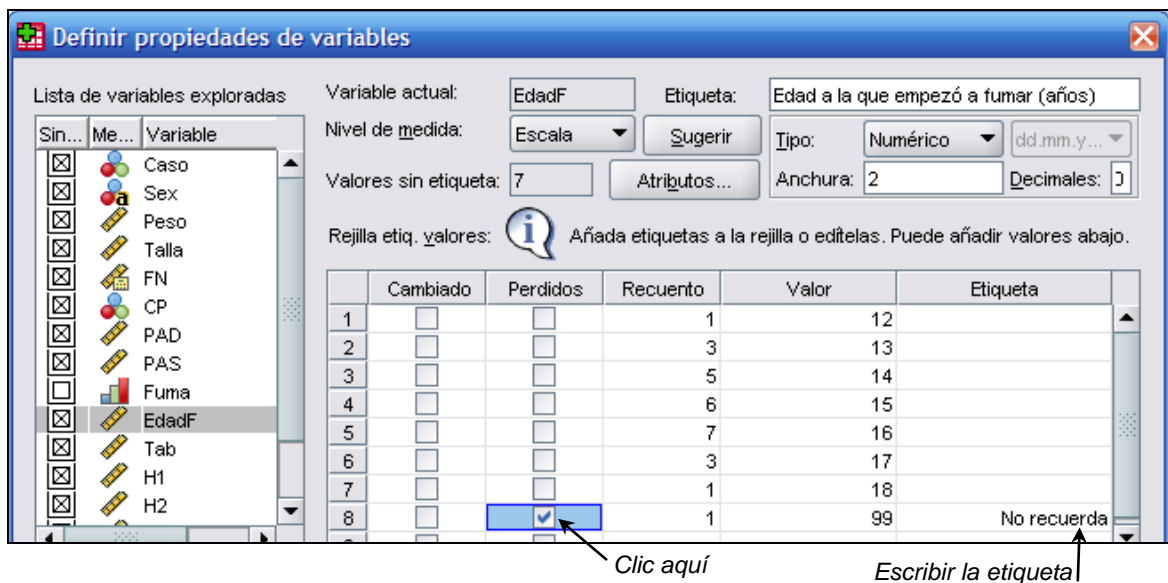 Definir propiedades de variables
Lista de variables exploradas
Sin... Me... Variable
Caso
Sex
Peso
Talla
FN
CP
PAD
PAS
Fuma
EdadF
Tab
H1
H2
Variable actual: EdadF Etiqueta: Edad a la que empezó a fumar (años)
Nivel de medida: Escala Sugerir Tipo: Numérico dd.mm.y...
Valores sin etiqueta: 7 Atributos... Anchura: 2 Decimales:
Rejilla etiq. valores: i Añada etiquetas a la rejilla o edítelas. Puede añadir valores abajo.
Cambiado Perdidos Recuento Valor Etiqueta
1 1 12
2 3 13
3 5 14
4 6 15
5 7 16
6 3 17
7 1 18
8 1 99 No recuerda
Clic aquí
Escribir la etiqueta